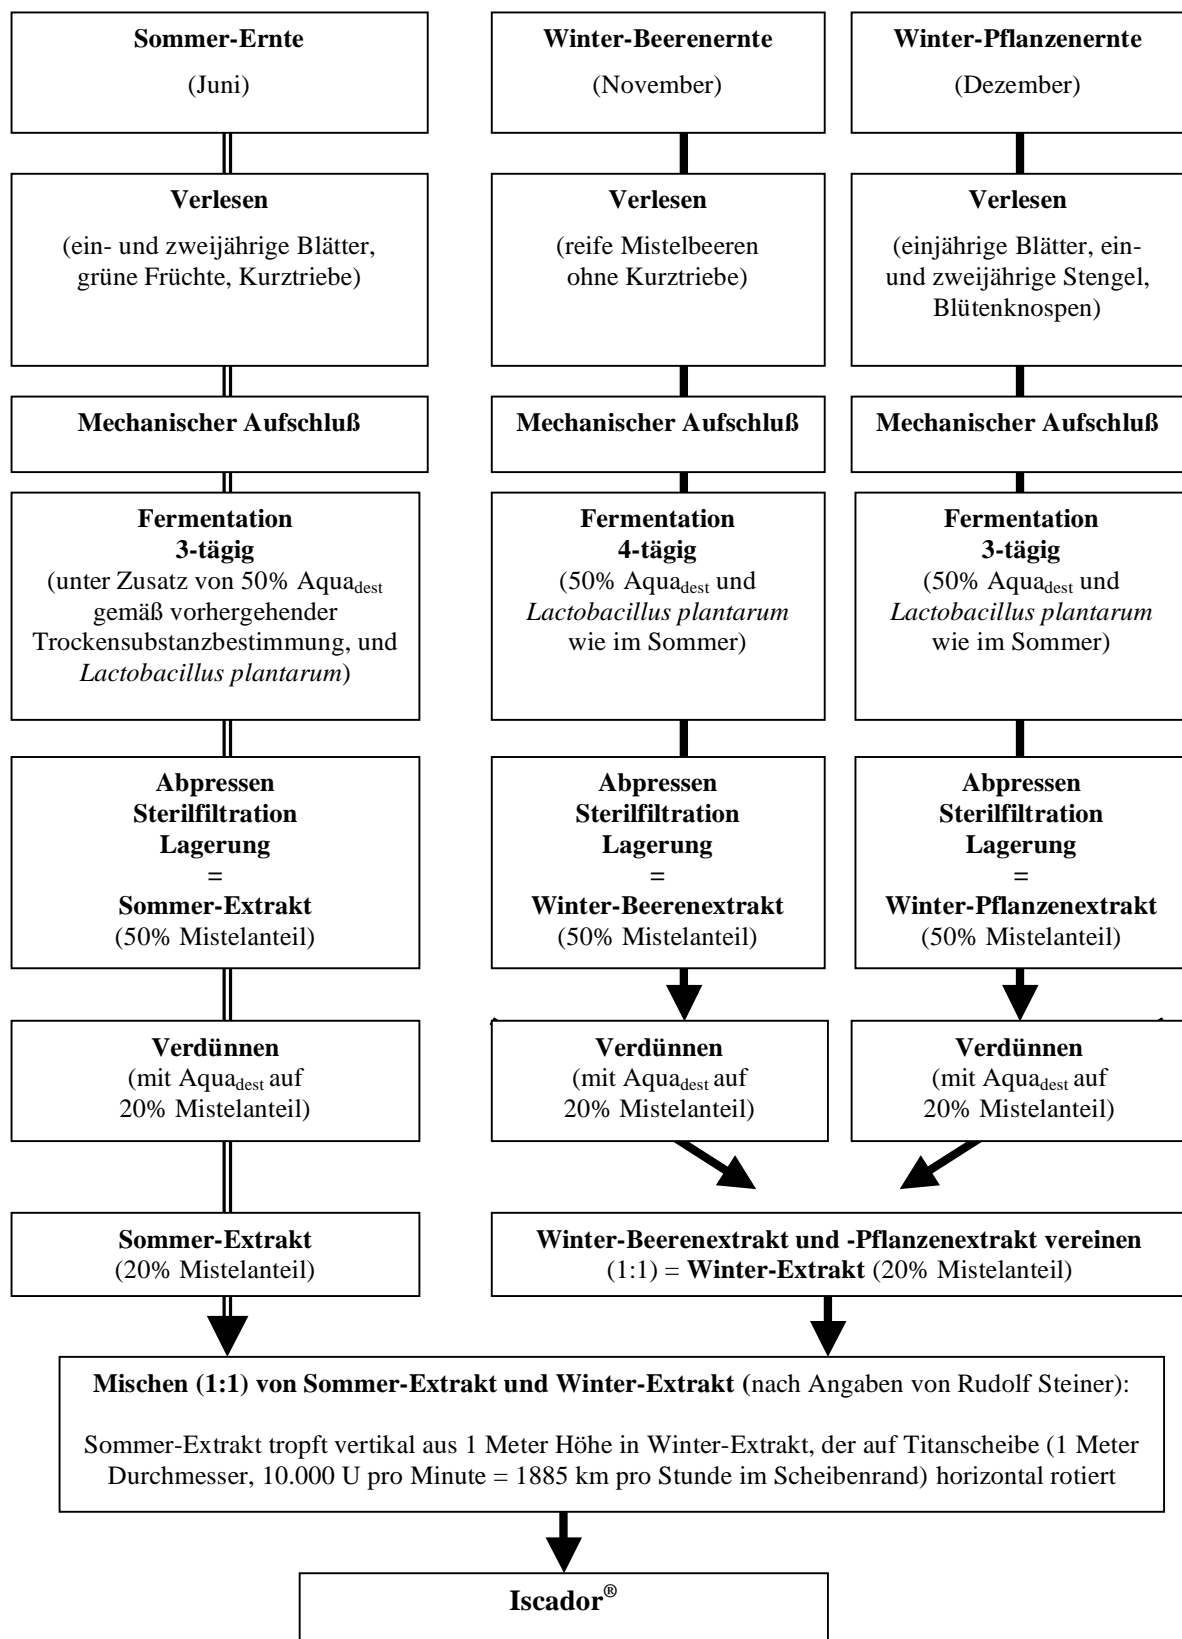 Sommer-Ernte
(Juni)
Winter-Beerenernte
(November)
Winter-Pflanzenernte
(Dezember)
Verlesen
(ein- und zweijährige Blätter,
grüne Früchte, Kurztriebe)
Verlesen
(reife Mistelbeeren
ohne Kurztriebe)
Verlesen
(einjährige Blätter, ein-
und zweijährige Stengel,
Blütenknospen)
Mechanischer Aufschluß
Mechanischer Aufschluß
Mechanischer Aufschluß
Fermentation
3-tägig
(unter Zusatz von 50% Aqua_dest
gemäß vorhergehender
Trockensubstanzbestimmung, und
Lactobacillus plantarum)
Fermentation
4-tägig
(50% Aqua_dest und
Lactobacillus plantarum
wie im Sommer)
Fermentation
3-tägig
(50% Aqua_dest und
Lactobacillus plantarum
wie im Sommer)
Abpressen
Sterilfiltration
Lagerung
=
Sommer-Extrakt
(50% Mistelanteil)
Abpressen
Sterilfiltration
Lagerung
=
Winter-Beerenextrakt
(50% Mistelanteil)
Abpressen
Sterilfiltration
Lagerung
=
Winter-Pflanzenextrakt
(50% Mistelanteil)
Verdünnen
(mit Aqua_dest auf
20% Mistelanteil)
Verdünnen
(mit Aqua_dest auf
20% Mistelanteil)
Verdünnen
(mit Aqua_dest auf
20% Mistelanteil)
Sommer-Extrakt
(20% Mistelanteil)
Winter-Beerenextrakt und -Pflanzenextrakt vereinen
(1:1) = Winter-Extrakt (20% Mistelanteil)
Mischen (1:1) von Sommer-Extrakt und Winter-Extrakt (nach Angaben von Rudolf Steiner):
Sommer-Extrakt tropft vertikal aus 1 Meter Höhe in Winter-Extrakt, der auf Titanscheibe (1 Meter
Durchmesser, 10.000 U pro Minute = 1885 km pro Stunde im Scheibenrand) horizontal rotiert
Iscador®